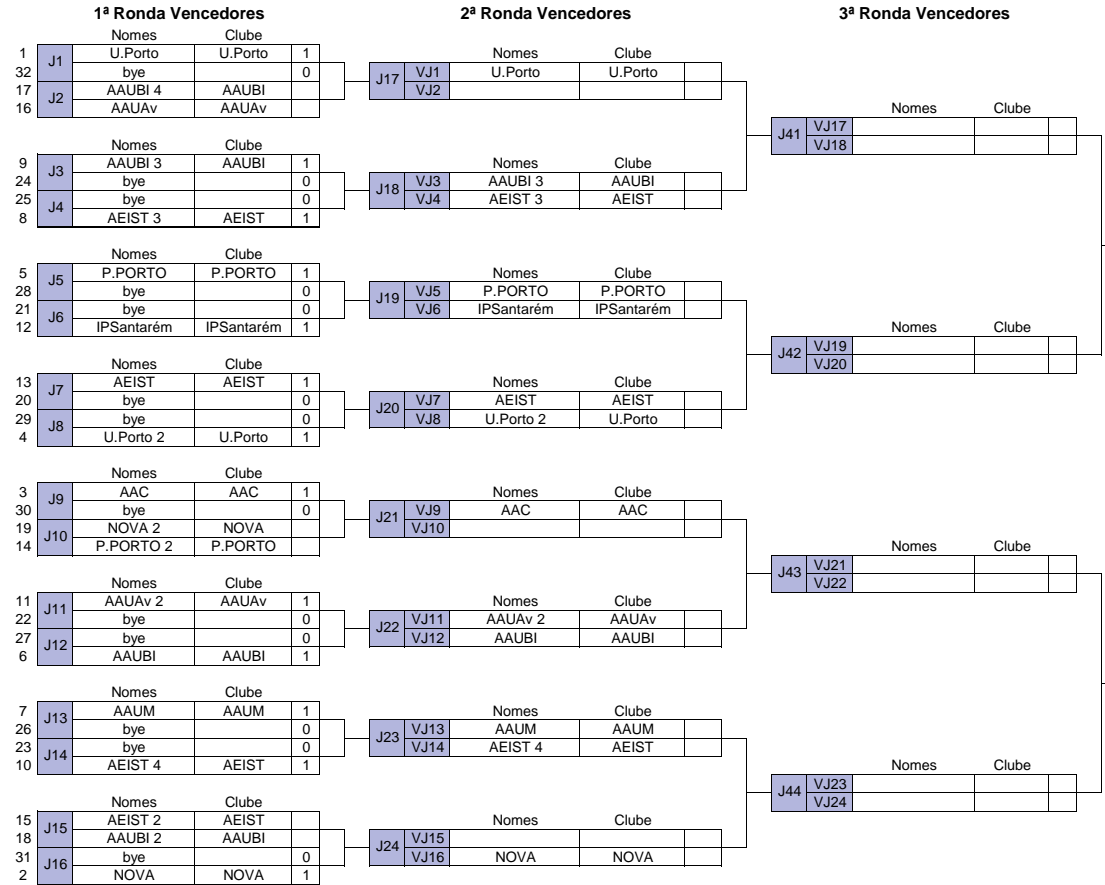 1ª Ronda Vencedores 2ª Ronda Vencedores 3ª Ronda Vencedores
Nomes Clube
1 J1 U.Porto U.Porto 1 Nomes Clube
32 bye 0 J17 VJ1 U.Porto U.Porto
17 J2 AAUBI 4 AAUBI VJ2
16 AAUAv AAUAv Nomes Clube
J41 VJ17
Nomes Clube VJ18
9 J3 AAUBI 3 AAUBI 1 Nomes Clube
24 bye 0 J18 VJ3 AAUBI 3 AAUBI
25 J4 bye 0 VJ4 AEIST 3 AEIST
8 AEIST 3 AEIST 1
Nomes Clube
5 J5 P.PORTO P.PORTO 1 Nomes Clube
28 bye 0 J19 VJ5 P.PORTO P.PORTO
21 J6 bye 0 VJ6 IPSantarém IPSantarém
12 IPSantarém IPSantarém 1 Nomes Clube
J42 VJ19
Nomes Clube VJ20
13 J7 AEIST AEIST 1 Nomes Clube
20 bye 0 J20 VJ7 AEIST AEIST
29 J8 bye 0 VJ8 U.Porto 2 U.Porto
4 U.Porto 2 U.Porto 1
Nomes Clube
3 J9 AAC AAC 1 Nomes Clube
30 bye 0 J21 VJ9 AAC AAC
19 J10 NOVA 2 NOVA VJ10
14 P.PORTO 2 P.PORTO Nomes Clube
J43 VJ21
Nomes Clube VJ22
11 J11 AAUAv 2 AAUAv 1 Nomes Clube
22 bye 0 J22 VJ11 AAUAv 2 AAUAv
27 J12 bye 0 VJ12 AAUBI AAUBI
6 AAUBI AAUBI 1
Nomes Clube
7 J13 AAUM AAUM 1 Nomes Clube
26 bye 0 J23 VJ13 AAUM AAUM
23 J14 bye 0 VJ14 AEIST 4 AEIST
10 AEIST 4 AEIST 1 Nomes Clube
J44 VJ23
Nomes Clube VJ24
15 J15 AEIST 2 AEIST Nomes Clube
18 AAUBI 2 AAUBI J24 VJ15
31 J16 bye 0 VJ16 NOVA NOVA
2 NOVA NOVA 1